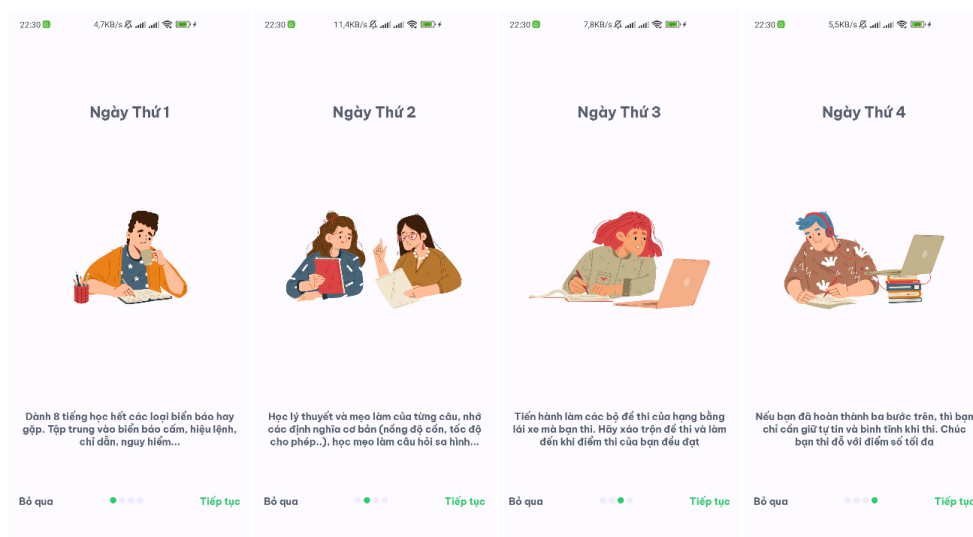 22:30
4,7KB/s
Ngày Thứ 1
Dành 8 tiếng học hết các loại biển báo hay
gặp. Tập trung vào biển báo cấm, hiệu lệnh,
chỉ dẫn, nguy hiểm...
Bỏ qua
Tiếp tục
22:30
11,4KB/s
Ngày Thứ 2
Học lý thuyết và mẹo làm của từng câu, nhớ
các định nghĩa cơ bản (nồng độ cồn, tốc độ
cho phép..), học mẹo làm câu hỏi sa hình...
Bỏ qua
Tiếp tục
22:30
7,8KB/s
Ngày Thứ 3
Tiến hành làm các bộ đề thi của hạng bằng
lái xe mà bạn thi. Hãy xáo trộn đề thi và làm
đến khi điểm thi của bạn đều đạt
Bỏ qua
Tiếp tục
22:30
5,5KB/s
Ngày Thứ 4
Nếu bạn đã hoàn thành ba bước trên, thì bạn
chỉ cần giữ tự tin và bình tĩnh khi thi. Chúc
bạn thi đỗ với điểm số tối đa
Bỏ qua
Tiếp tục